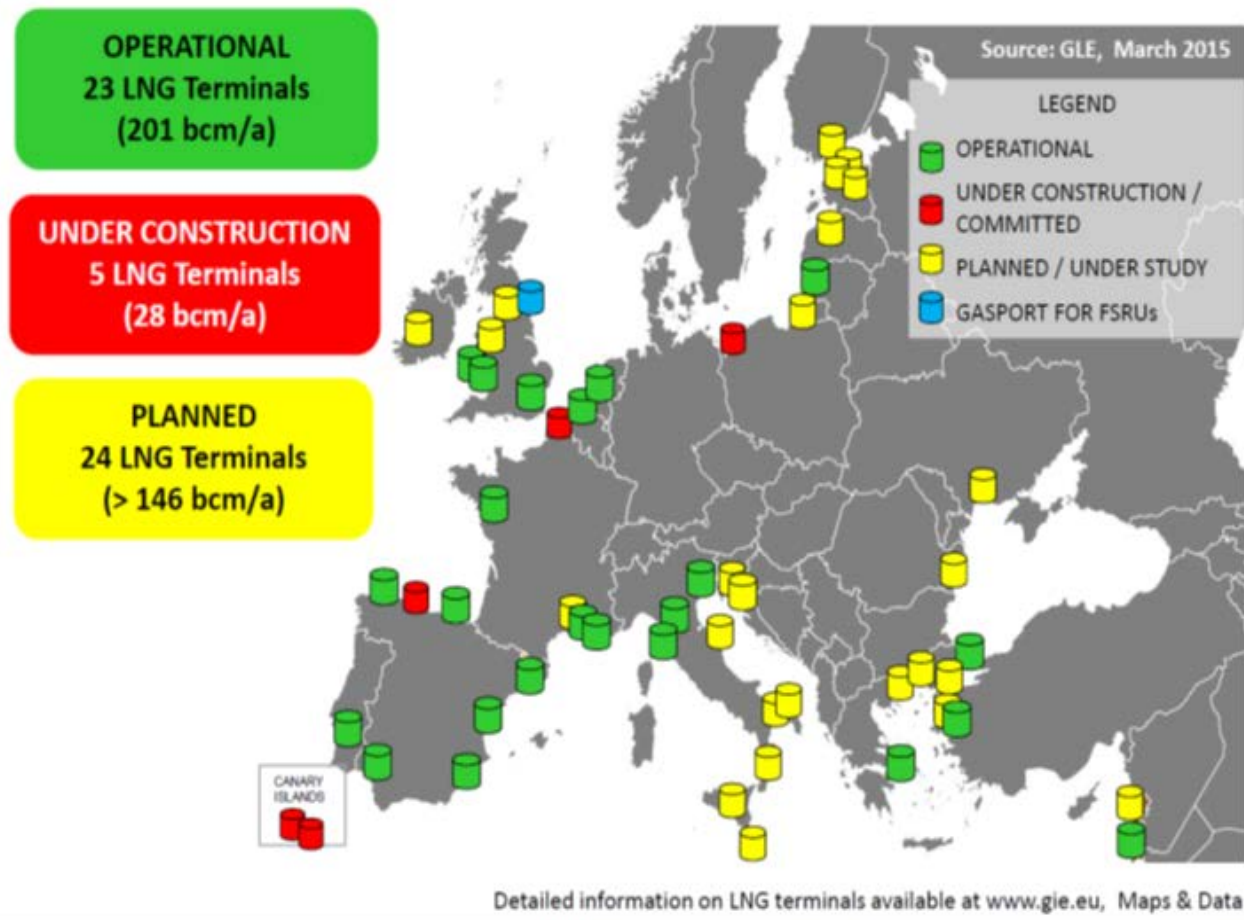 OPERATIONAL
23 LNG Terminals
(201 bcm/a)
UNDER CONSTRUCTION
5 LNG Terminals
(28 bcm/a)
PLANNED
24 LNG Terminals
(> 146 bcm/a)
Source: GLE, March 2015
LEGEND
OPERATIONAL
UNDER CONSTRUCTION /
COMMITTED
PLANNED / UNDER STUDY
GASPORT FOR FSRUs
CANARY
ISLANDS
Detailed information on LNG terminals available at www.gie.eu, Maps & Data